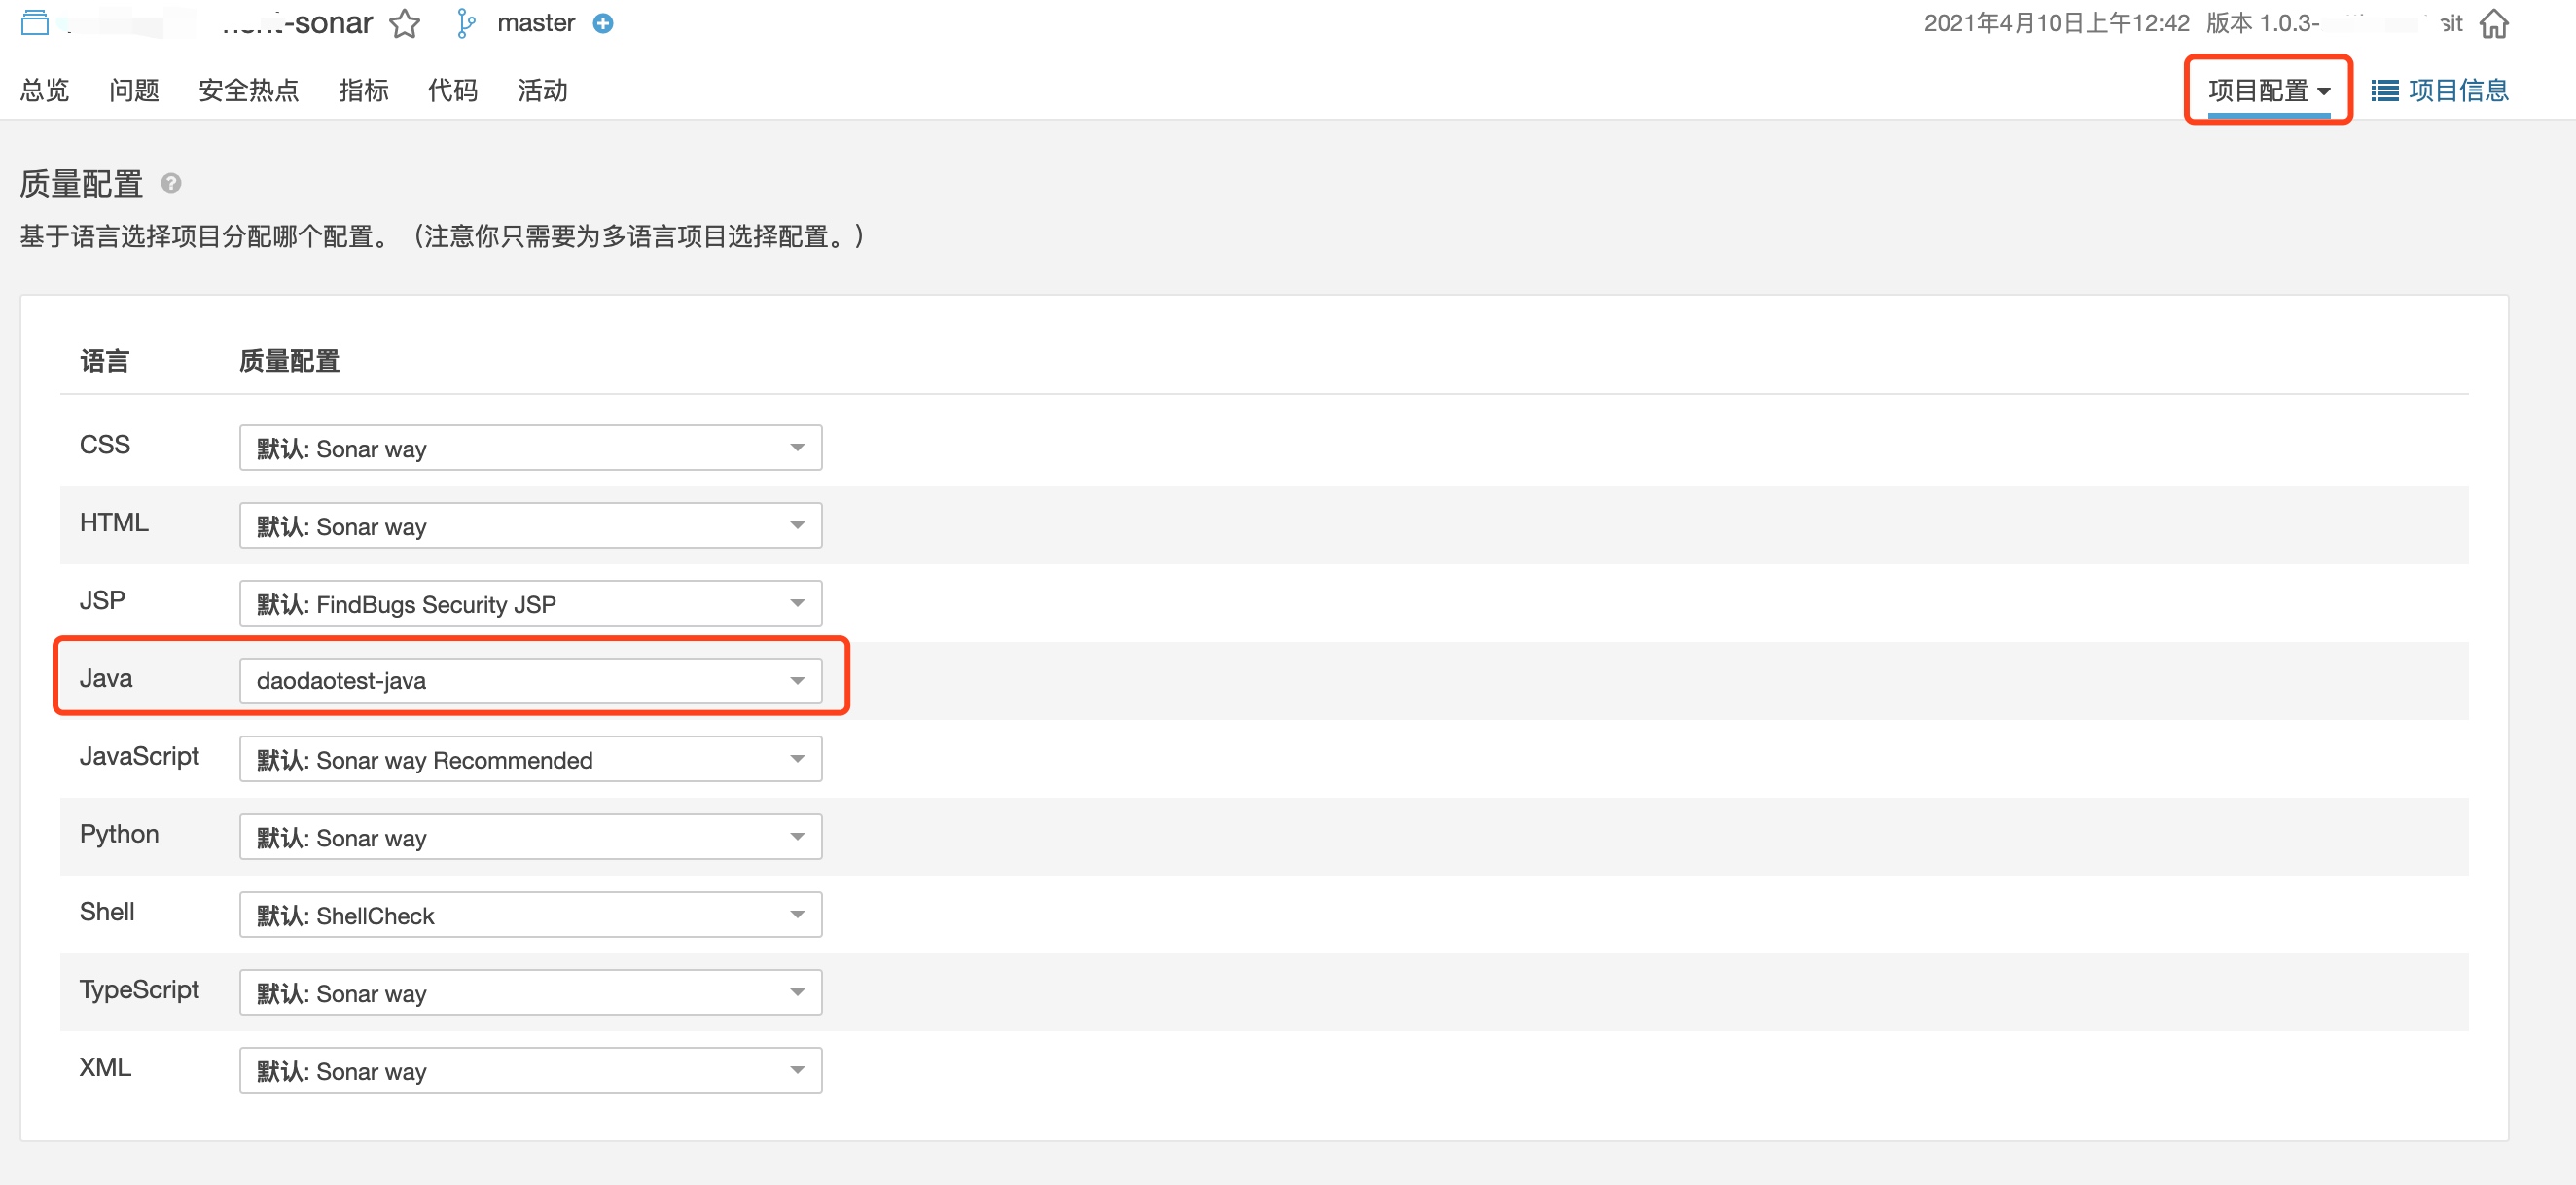 -sonar master
2021年4月10日上午12:42 版本 1.0.3- sit
总览 问题 安全热点 指标 代码 活动 项目配置 项目信息
质量配置
基于语言选择项目分配哪个配置。（注意你只需要为多语言项目选择配置。）
语言 质量配置
CSS 默认: Sonar way
HTML 默认: Sonar way
JSP 默认: FindBugs Security JSP
Java daodaotest-java
JavaScript 默认: Sonar way Recommended
Python 默认: Sonar way
Shell 默认: ShellCheck
TypeScript 默认: Sonar way
XML 默认: Sonar way